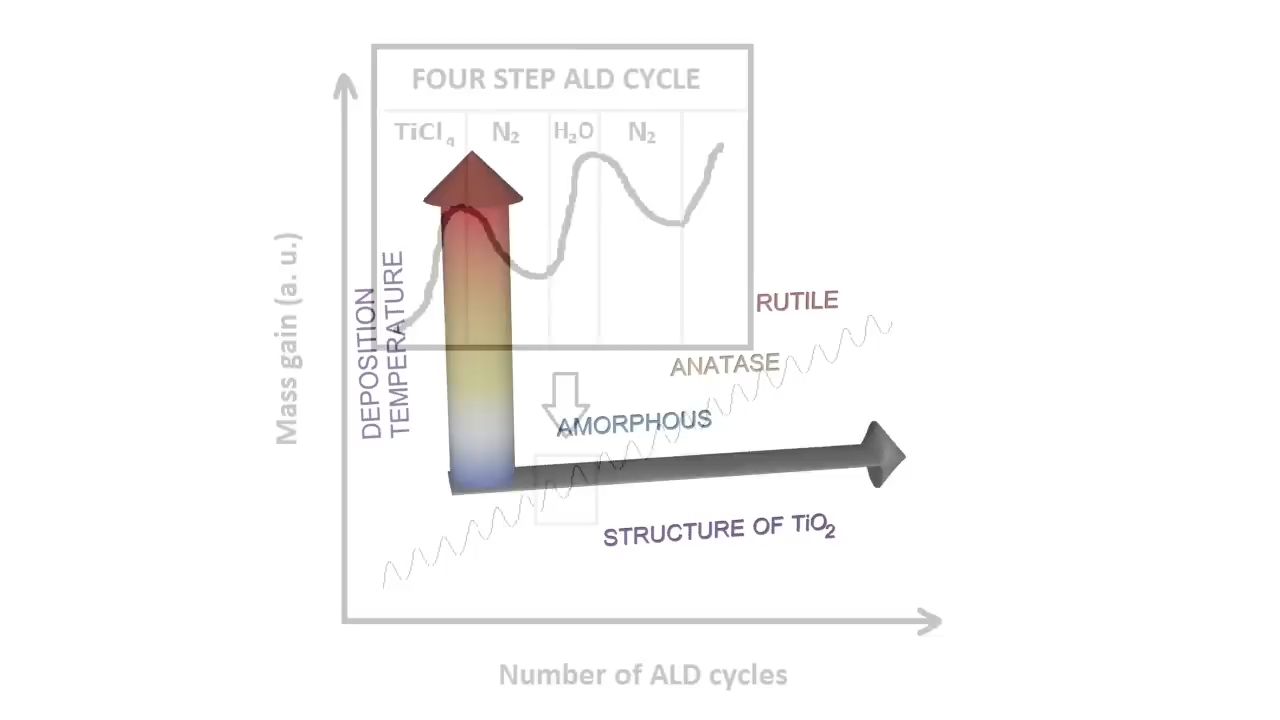 FOUR STEP ALD CYCLE
TiCl₄ N₂ H₂O N₂
Mass gain (a. u.)
DEPOSITION
TEMPERATURE
RUTILE
ANATASE
AMORPHOUS
STRUCTURE OF TiO₂
Number of ALD cycles